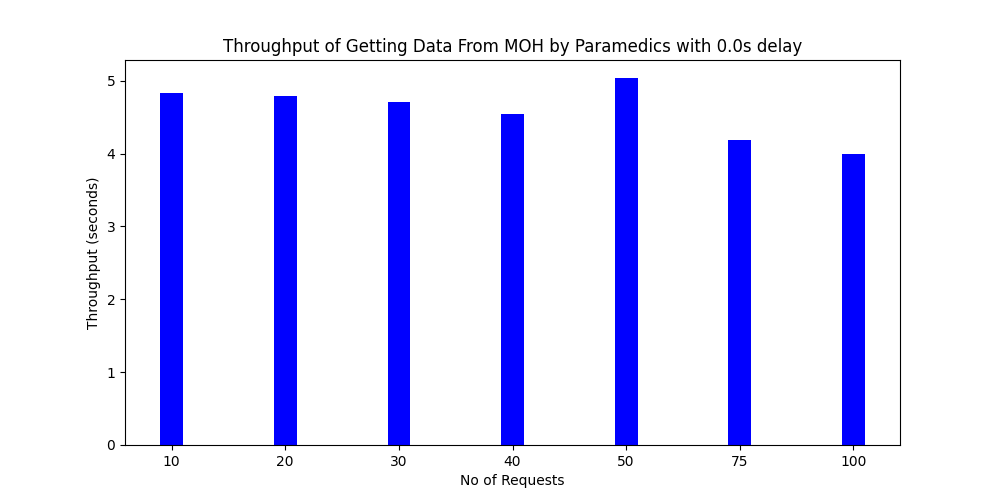 Throughput of Getting Data From MOH by Paramedics with 0.0s delay
5
4
3
2
1
0
Throughput (seconds)
10 20 30 40 50 75 100
No of Requests